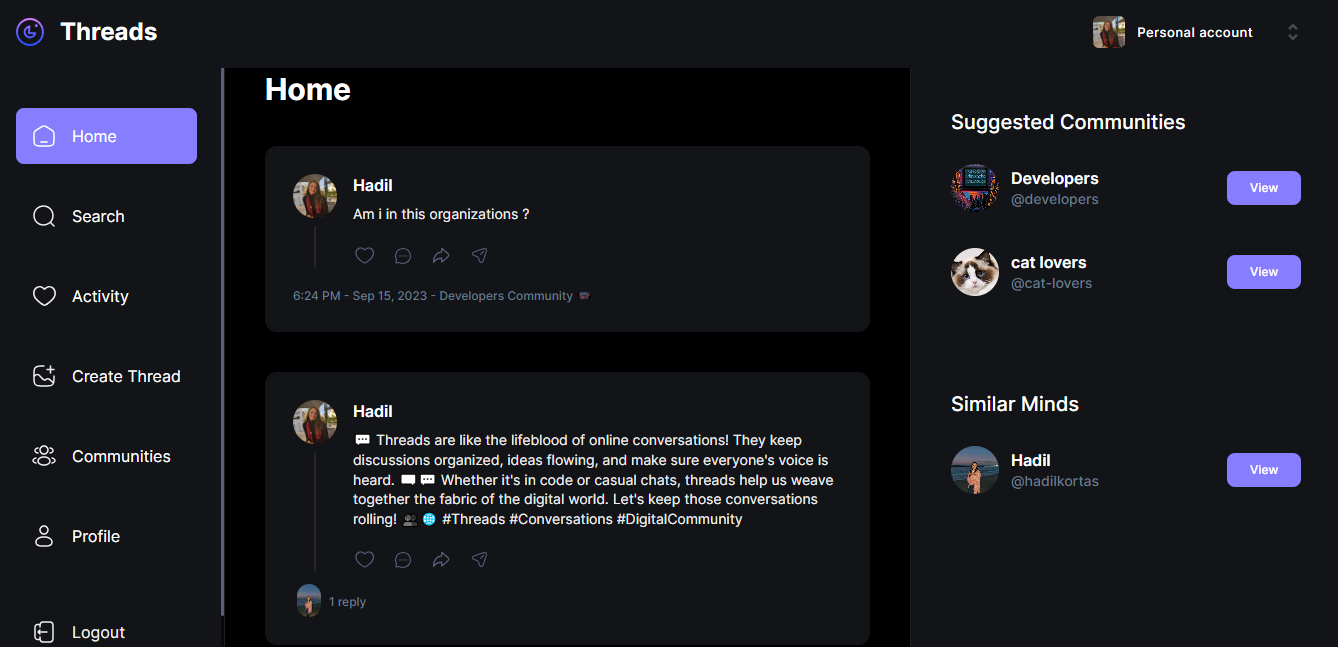 Threads
Personal account
Home
Search
Activity
Create Thread
Communities
Profile
Logout
Home
Hadil
Am i in this organizations ?
6:24 PM - Sep 15, 2023 - Developers Community
Hadil
💬 Threads are like the lifeblood of online conversations! They keep
discussions organized, ideas flowing, and make sure everyone's voice is
heard. 🗨️ 💬 Whether it's in code or casual chats, threads help us weave
together the fabric of the digital world. Let's keep those conversations
rolling! 👥 🌐 #Threads #Conversations #DigitalCommunity
1 reply
Suggested Communities
Developers
@developers
View
cat lovers
@cat-lovers
View
Similar Minds
Hadil
@hadilkortas
View